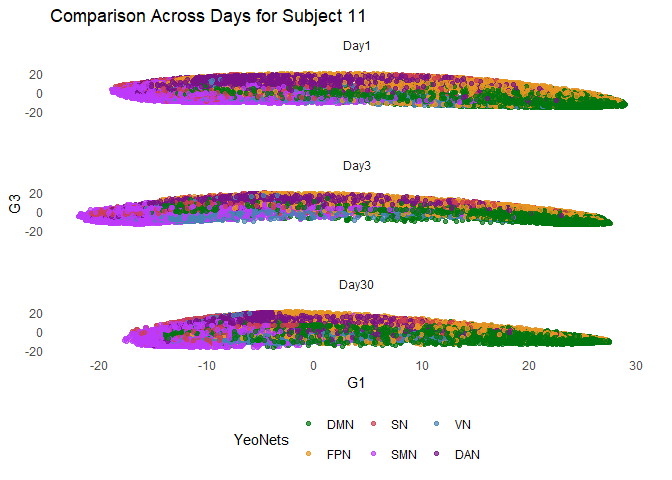 Comparison Across Days for Subject 11
Day1
20
0
-20
Day3
20
0
-20
G3
Day30
20
0
-20
-20 -10 0 10 20 30
G1
YeoNets
DMN SN VN
FPN SMN DAN